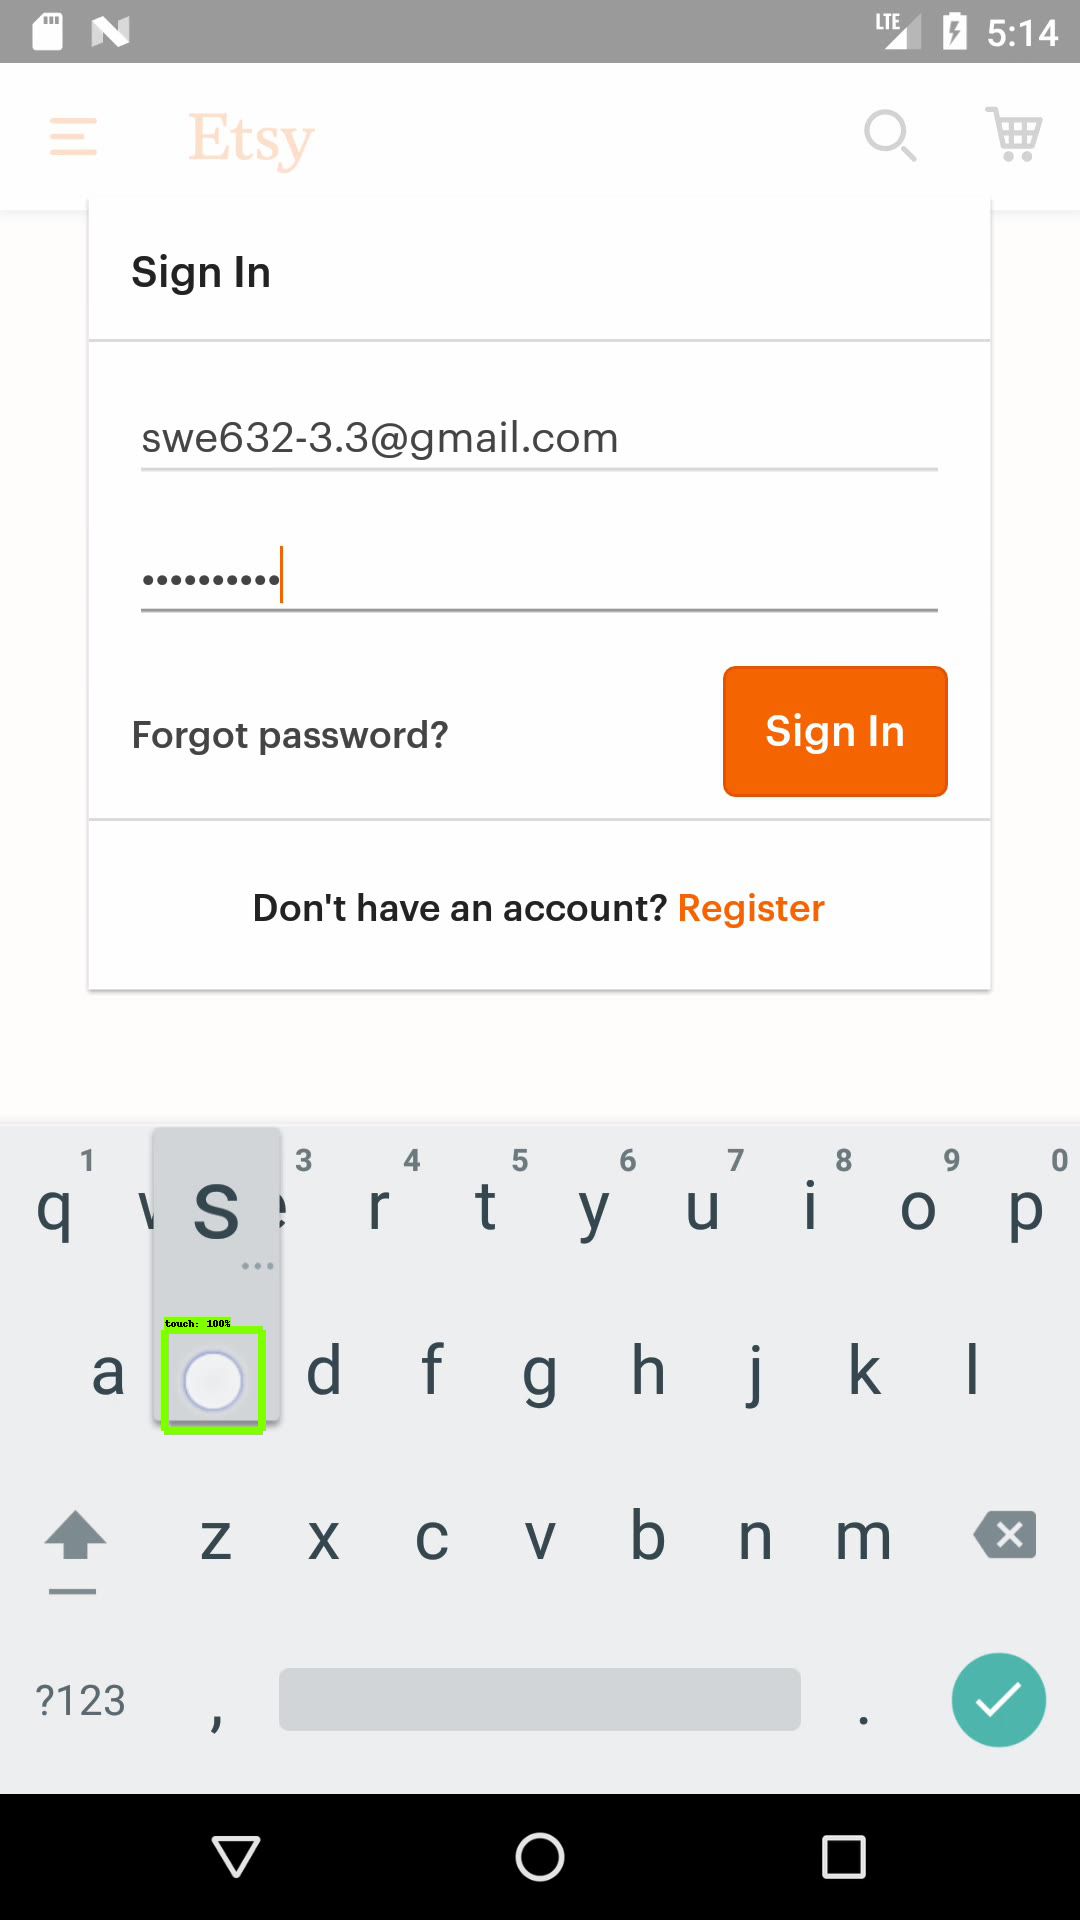 LTE 5:14
Etsy
Sign In
swe632-3.3@gmail.com
••••••••••
Forgot password?
Sign In
Don't have an account? Register
1 3 4 5 6 7 8 9 0
q w s e r t y u i o p
touch: 100%
a d f g h j k l
z x c v b n m
?123 , .